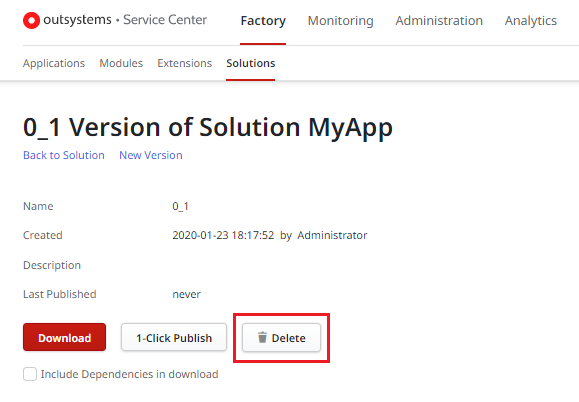 outsystems • Service Center Factory Monitoring Administration Analytics
Applications Modules Extensions Solutions
0_1 Version of Solution MyApp
Back to Solution New Version
Name 0_1
Created 2020-01-23 18:17:52 by Administrator
Description
Last Published never
Download 1-Click Publish Delete
Include Dependencies in download